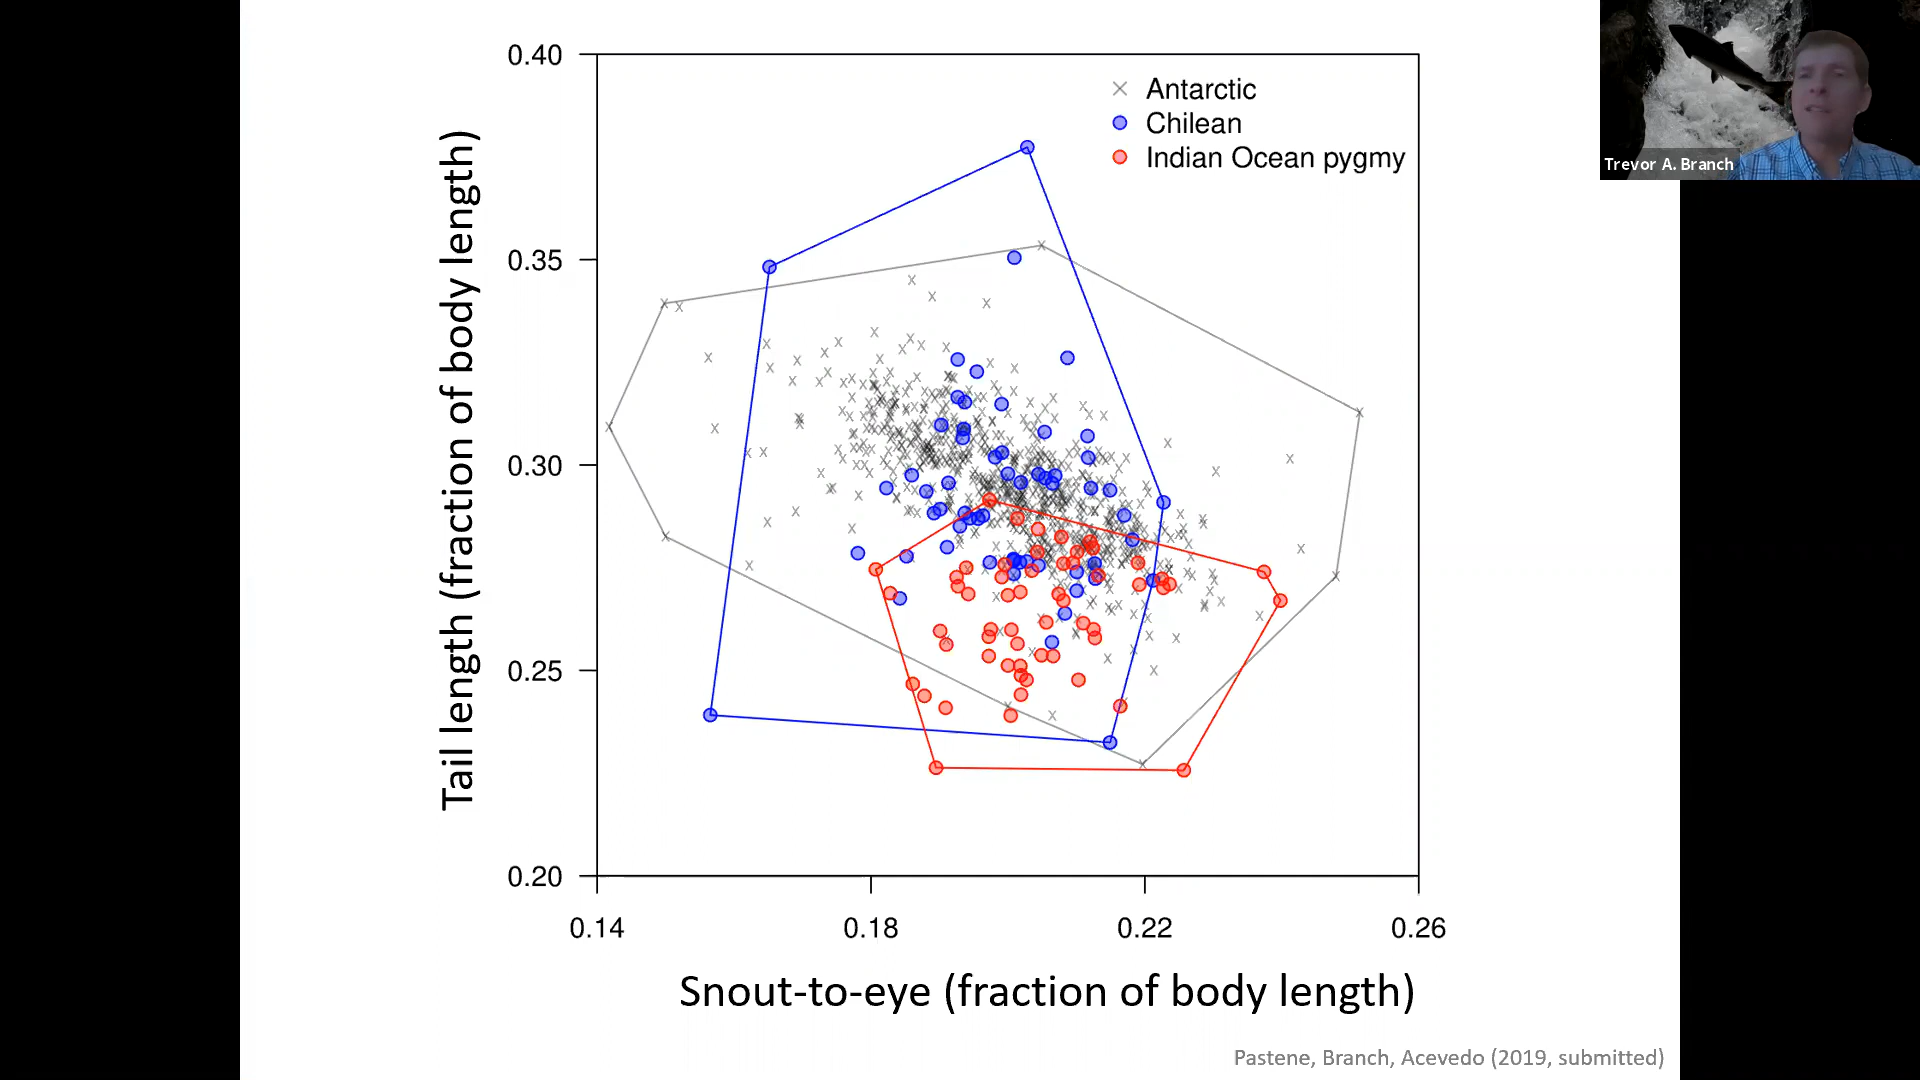 Trevor A. Branch
0.40
0.35
0.30
0.25
0.20
Tail length (fraction of body length)
Antarctic
Chilean
Indian Ocean pygmy
0.14
0.18
0.22
0.26
Snout-to-eye (fraction of body length)
Pastene, Branch, Acevedo (2019, submitted)